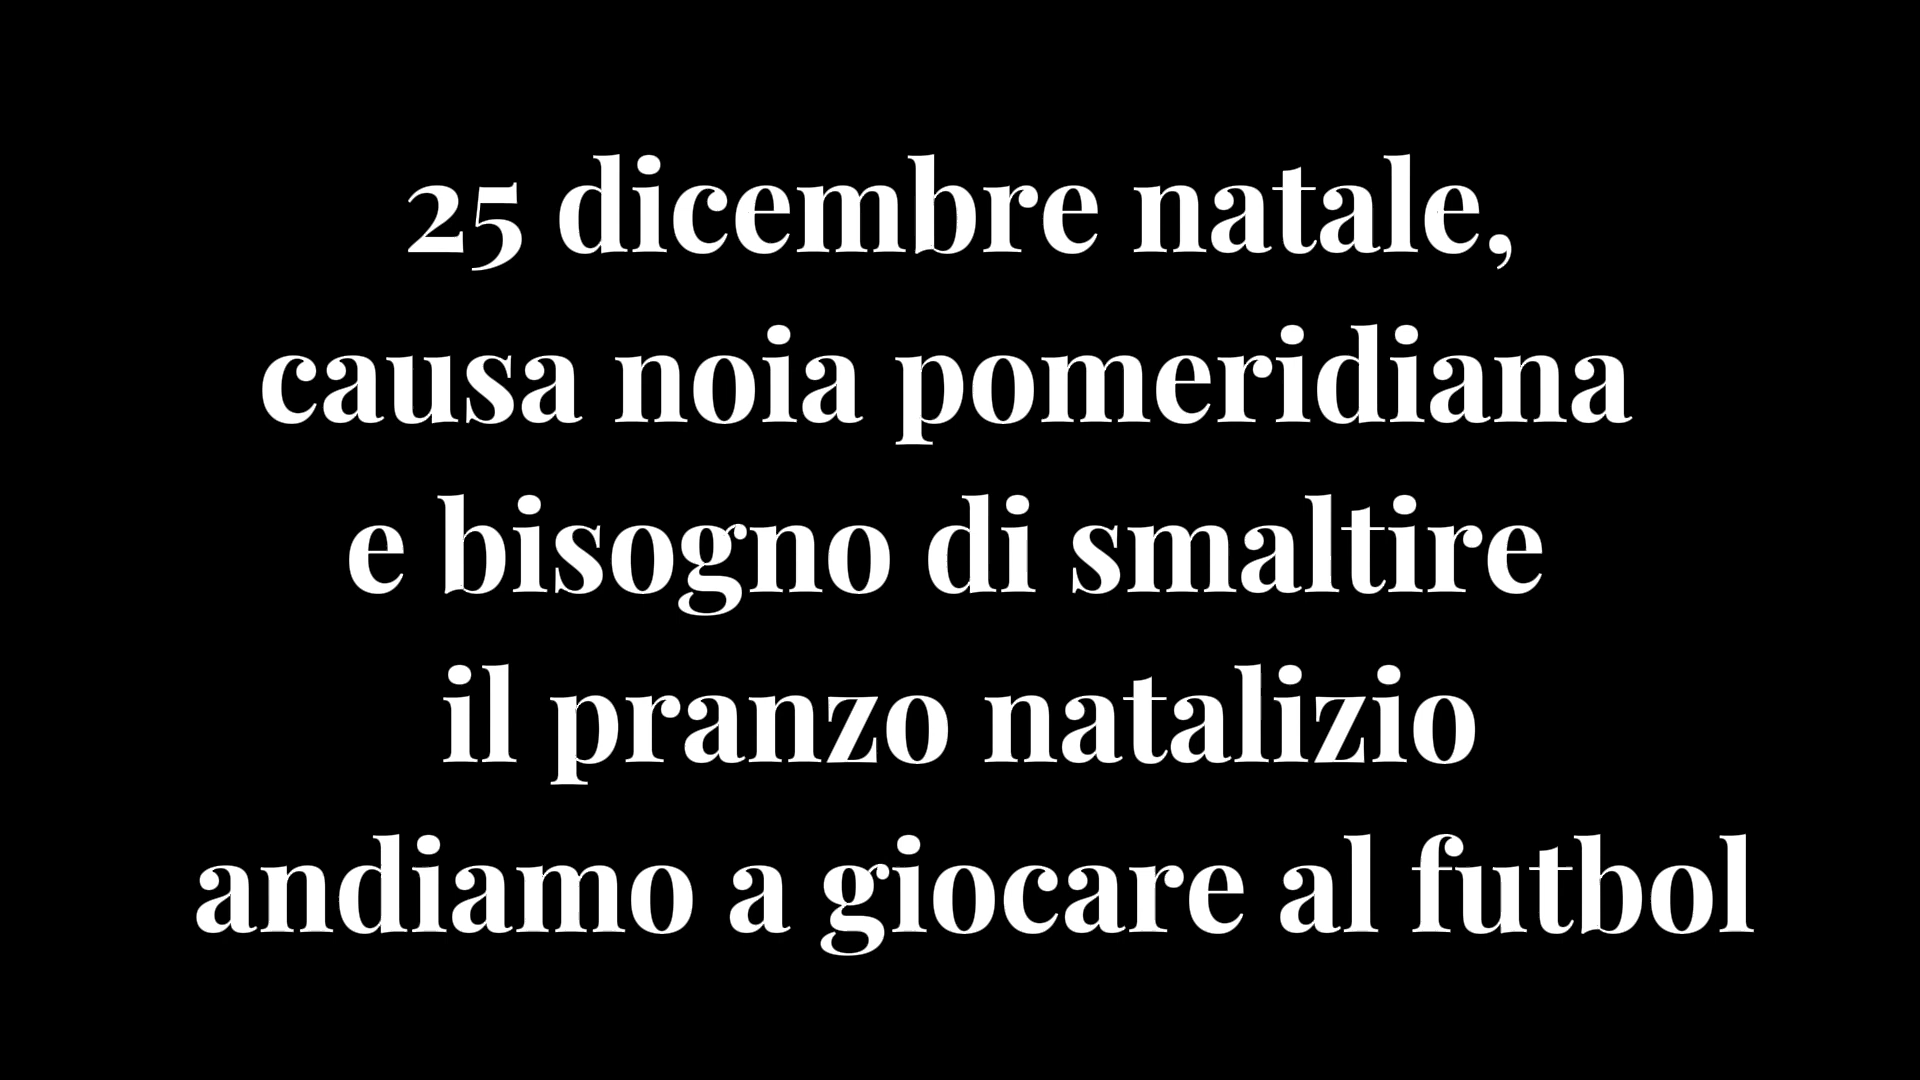 25 dicembre natale,
causa noia pomeridiana
e bisogno di smaltire
il pranzo natalizio
andiamo a giocare al futbol